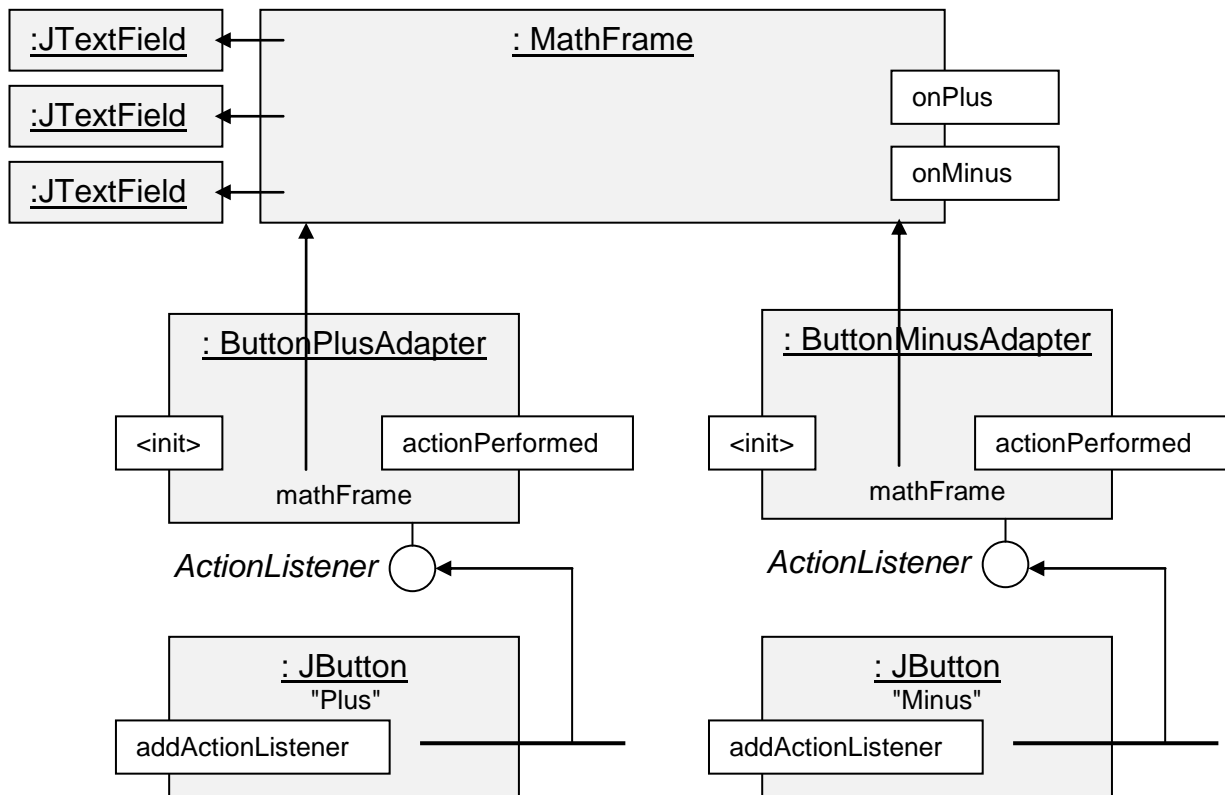 :JTextField
: MathFrame
:JTextField
:JTextField
onPlus
onMinus
: ButtonPlusAdapter
<init>
actionPerformed
mathFrame
ActionListener
: JButton
"Plus"
addActionListener
: ButtonMinusAdapter
<init>
actionPerformed
mathFrame
ActionListener
: JButton
"Minus"
addActionListener